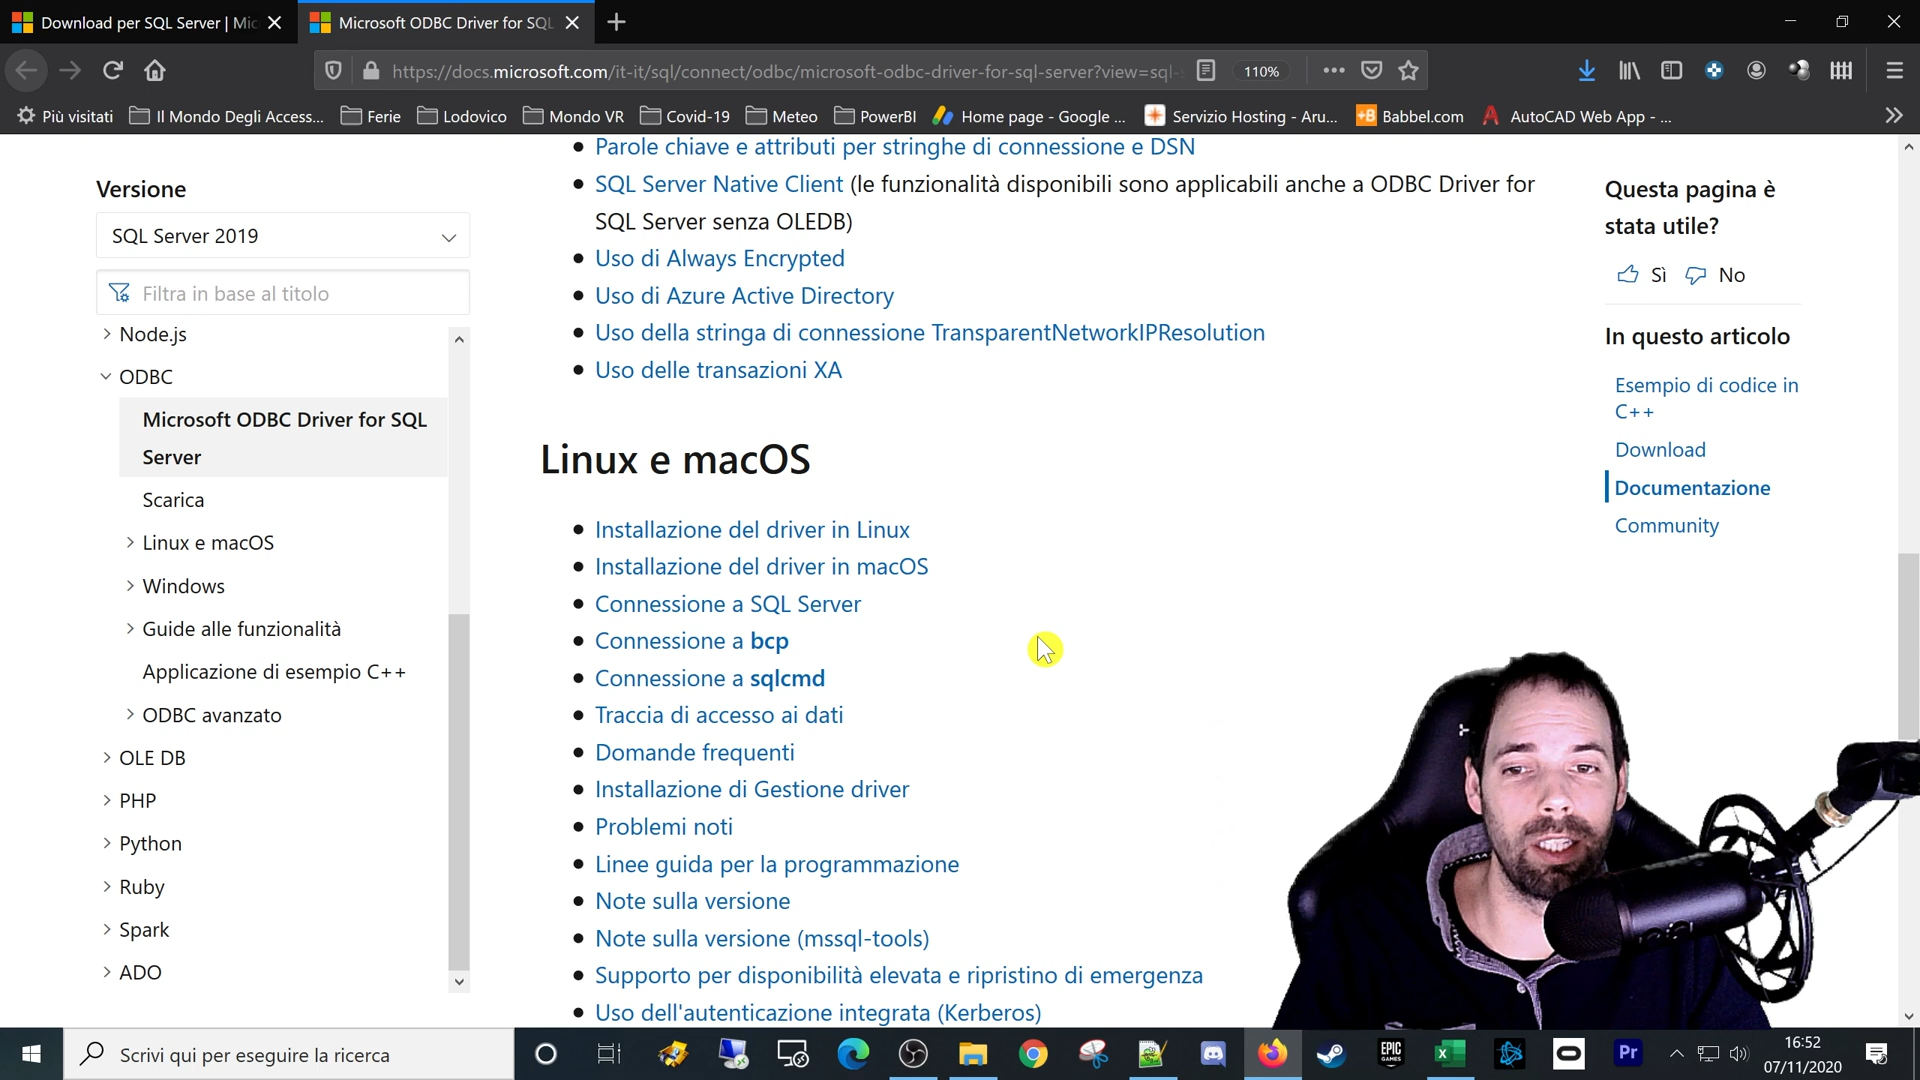 Download per SQL Server | Mic
Microsoft ODBC Driver for SQL
https://docs.microsoft.com/it-it/sql/connect/odbc/microsoft-odbc-driver-for-sql-server?view=sql-
110%
Più visitati
Il Mondo Degli Access...
Ferie
Lodovico
Mondo VR
Covid-19
Meteo
PowerBI
Home page - Google ...
Servizio Hosting - Aru...
+B Babbel.com
AutoCAD Web App - ...
Versione
SQL Server 2019
Filtra in base al titolo
Node.js
ODBC
Microsoft ODBC Driver for SQL
Server
Scarica
Linux e macOS
Windows
Guide alle funzionalità
Applicazione di esempio C++
ODBC avanzato
OLE DB
PHP
Python
Ruby
Spark
ADO
Parole chiave e attributi per stringhe di connessione e DSN
SQL Server Native Client (le funzionalità disponibili sono applicabili anche a ODBC Driver for
SQL Server senza OLEDB)
Uso di Always Encrypted
Uso di Azure Active Directory
Uso della stringa di connessione TransparentNetworkIPResolution
Uso delle transazioni XA
Linux e macOS
Installazione del driver in Linux
Installazione del driver in macOS
Connessione a SQL Server
Connessione a bcp
Connessione a sqlcmd
Traccia di accesso ai dati
Domande frequenti
Installazione di Gestione driver
Problemi noti
Linee guida per la programmazione
Note sulla versione
Note sulla versione (mssql-tools)
Supporto per disponibilità elevata e ripristino di emergenza
Uso dell'autenticazione integrata (Kerberos)
Questa pagina è
stata utile?
Sì
No
In questo articolo
Esempio di codice in
C++
Download
Documentazione
Community
Scrivi qui per eseguire la ricerca
EPIC
GAMES
Pr
16:52
07/11/2020